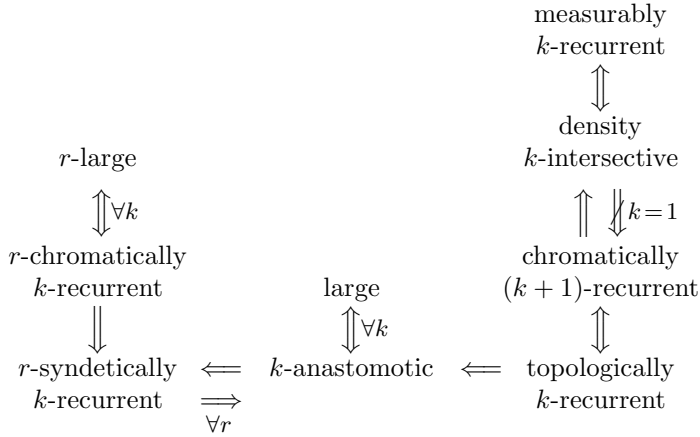 measurably
k-recurrent
⇕
density
k-intersective
r-large
⇑ ⇓̸ k = 1
⇕ ∀k
chromatically
(k + 1)-recurrent
r-chromatically
k-recurrent
large
⇓
⇕ ∀k
⇕
r-syndetically
k-recurrent
⇐
⇒
∀r
k-anastomotic
⇐
topologically
k-recurrent